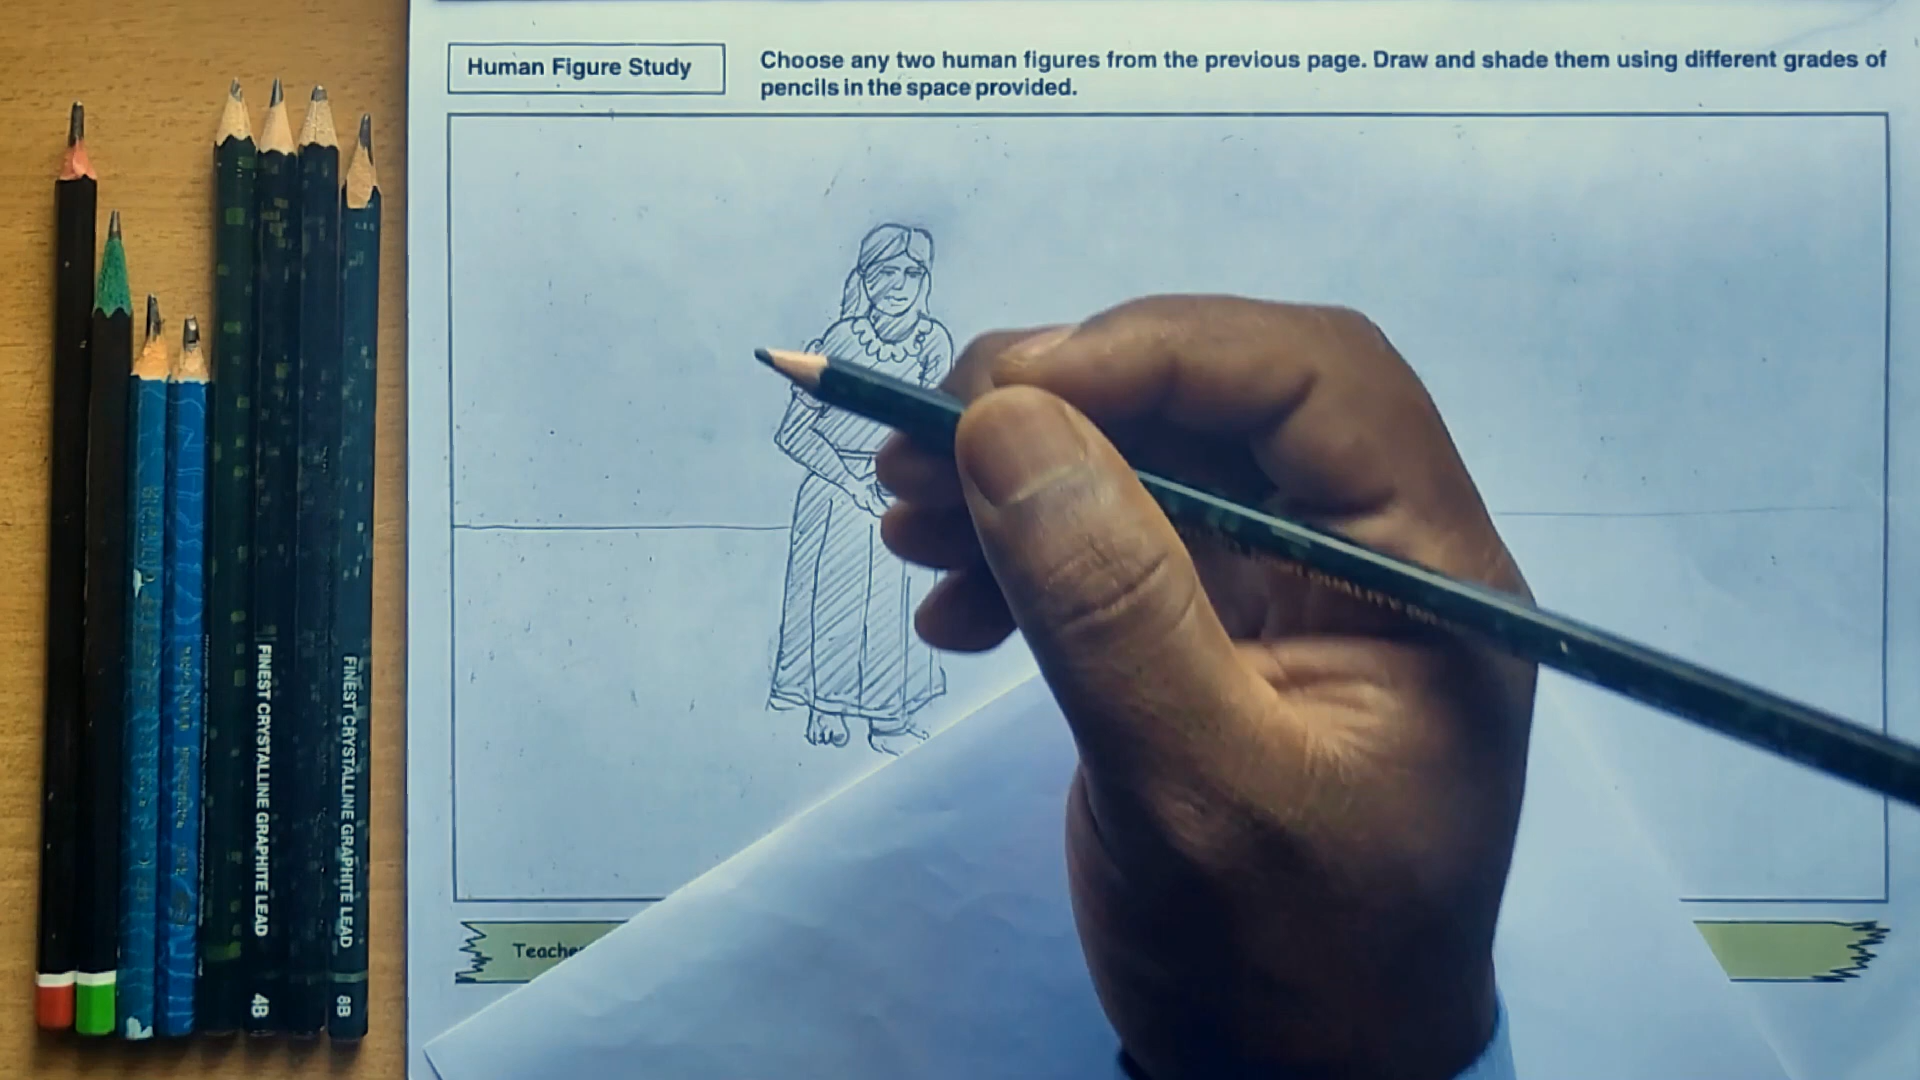 Human Figure Study
Choose any two human figures from the previous page. Draw and shade them using different grades of
pencils in the space provided.
FINEST CRYSTALLINE GRAPHITE LEAD
4B
FINEST CRYSTALLINE GRAPHITE LEAD
8B
QUALITY